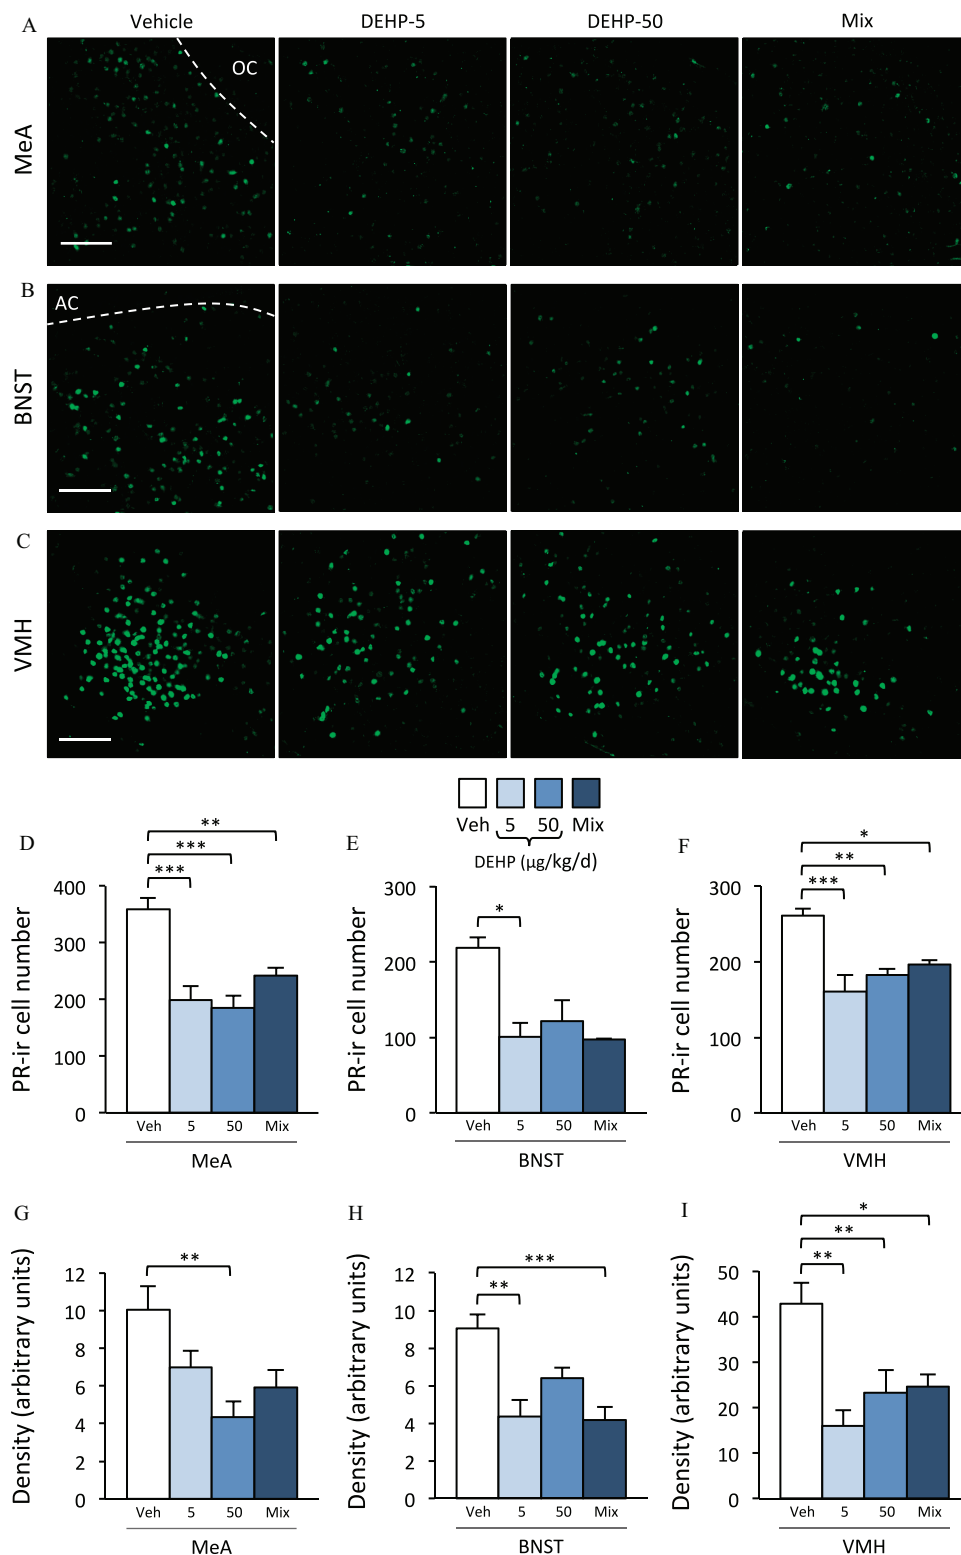 A Vehicle DEHP-5 DEHP-50 Mix
MeA
OC
B
BNST
AC
C
VMH
Veh 5 50 Mix
DEHP (µg/kg/d)
D
**
***
***
PR-ir cell number
400
300
200
100
0
Veh 5 50 Mix
MeA
E
*
PR-ir cell number
300
200
100
0
Veh 5 50 Mix
BNST
F
*
**
***
PR-ir cell number
300
200
100
0
Veh 5 50 Mix
VMH
G
**
Density (arbitrary units)
12
10
8
6
4
2
0
Veh 5 50 Mix
MeA
H
***
**
Density (arbitrary units)
12
10
8
6
4
2
0
Veh 5 50 Mix
BNST
I
*
**
**
Density (arbitrary units)
50
40
30
20
10
0
Veh 5 50 Mix
VMH